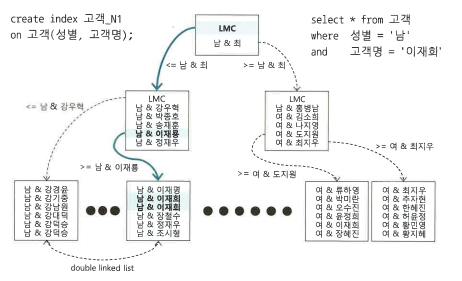 create index 고객_N1
on 고객(성별, 고객명);
select * from 고객
where 성별 = '남'
and 고객명 = '이재희'
LMC
남 & 최
<= 남 & 최
>= 남 & 최
<= 남 & 강우혁
LMC
남 & 강우혁
남 & 박종호
남 & 송재훈
남 & 이재룡
남 & 정재우
LMC
남 & 홍병남
여 & 김소희
여 & 나지영
여 & 도지원
여 & 최지우
>= 남 & 이재룡
>= 여 & 도지원
>= 여 & 최지우
남 & 강경윤
남 & 강기중
남 & 강남원
남 & 강대덕
남 & 강덕승
남 & 강덕승
남 & 이재명
남 & 이재희
남 & 이재희
남 & 장철수
남 & 정재우
남 & 조시형
여 & 류하영
여 & 박미란
여 & 오수진
여 & 윤정희
여 & 이재희
여 & 장혜진
여 & 최지우
여 & 추자현
여 & 한혜진
여 & 허윤정
여 & 황민영
여 & 황지혜
double linked list